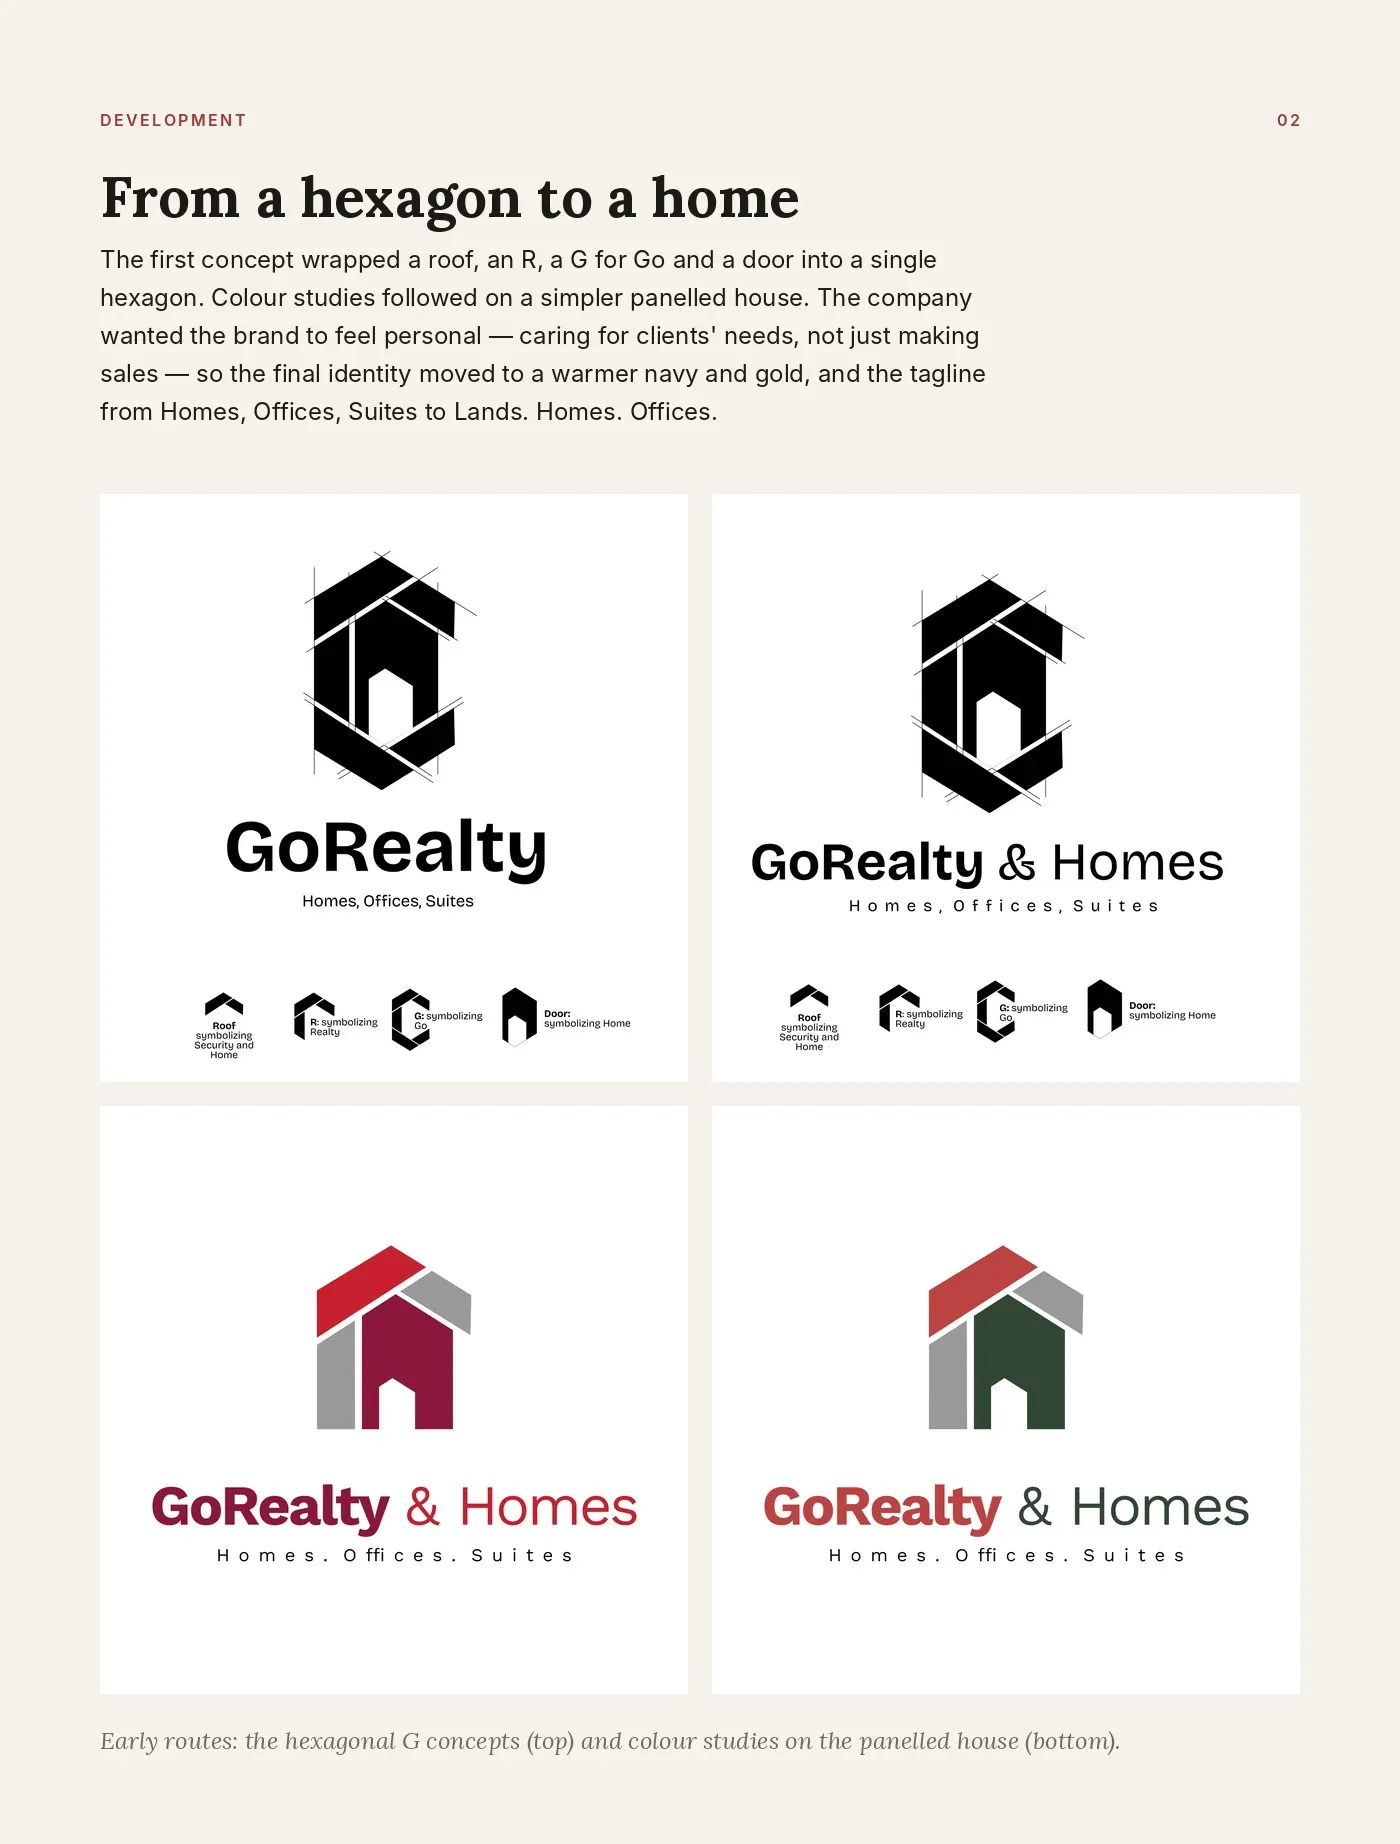 DEVELOPMENT
02
From a hexagon to a home
The first concept wrapped a roof, an R, a G for Go and a door into a single
hexagon. Colour studies followed on a simpler panelled house. The company
wanted the brand to feel personal — caring for clients' needs, not just making
sales — so the final identity moved to a warmer navy and gold, and the tagline
from Homes, Offices, Suites to Lands. Homes. Offices.
GoRealty
Homes, Offices, Suites
Roof
symbolizing
Security and
Home
R: symbolizing
Realty
G: symbolizing
Go
Door:
symbolizing Home
GoRealty & Homes
Homes, Offices, Suites
Roof
symbolizing
Security and
Home
R: symbolizing
Realty
G: symbolizing
Go
Door:
symbolizing Home
GoRealty & Homes
Homes. Offices. Suites
GoRealty & Homes
Homes. Offices. Suites
Early routes: the hexagonal G concepts (top) and colour studies on the panelled house (bottom).